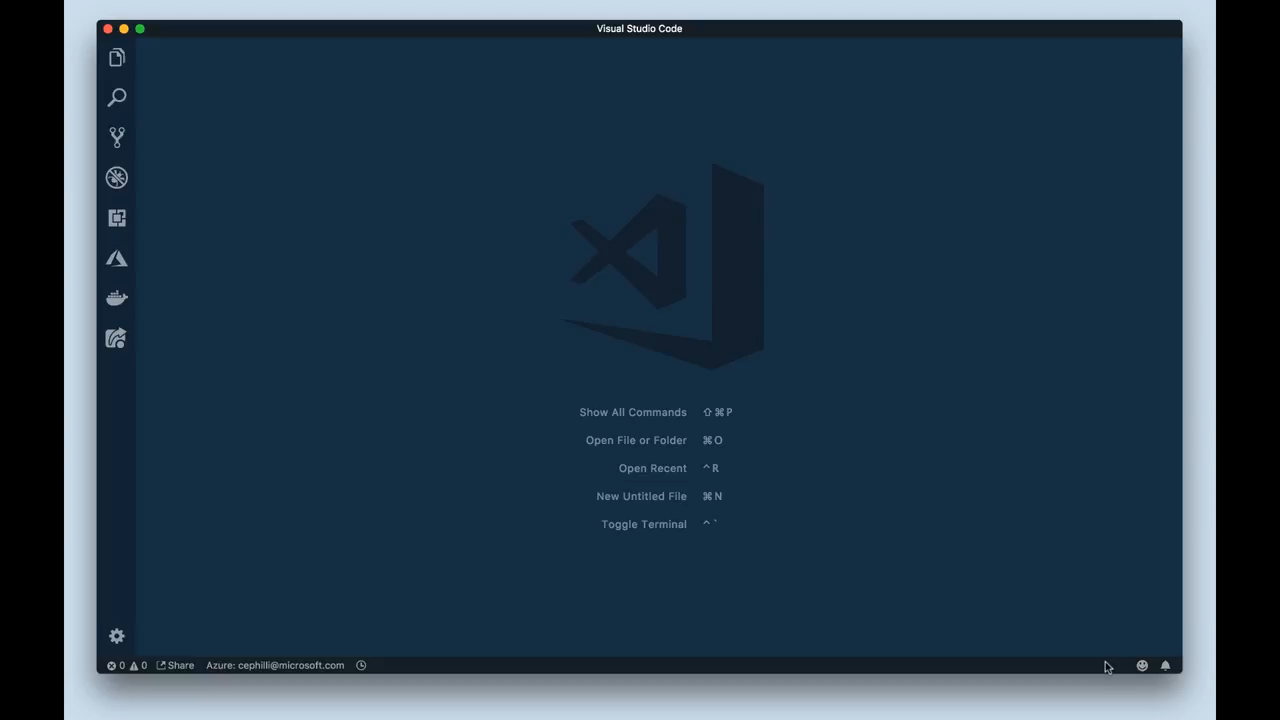 Visual Studio Code
Show All Commands ⇧⌘P
Open File or Folder ⌘O
Open Recent ^R
New Untitled File ⌘N
Toggle Terminal ^`
0 0 Share Azure: cephilli@microsoft.com